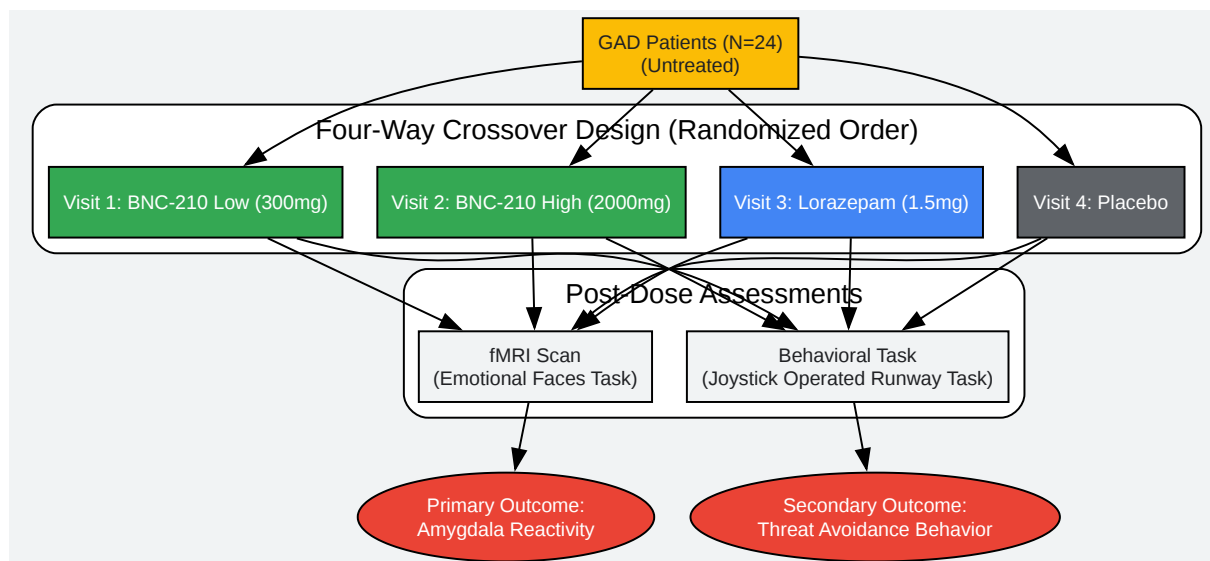 GAD Patients (N=24)
(Untreated)
Four-Way Crossover Design (Randomized Order)
Visit 1: BNC-210 Low (300mg)
Visit 2: BNC-210 High (2000mg)
Visit 3: Lorazepam (1.5mg)
Visit 4: Placebo
Post-Dose Assessments
fMRI Scan
(Emotional Faces Task)
Behavioral Task
(Joystick Operated Runway Task)
Primary Outcome:
Amygdala Reactivity
Secondary Outcome:
Threat Avoidance Behavior